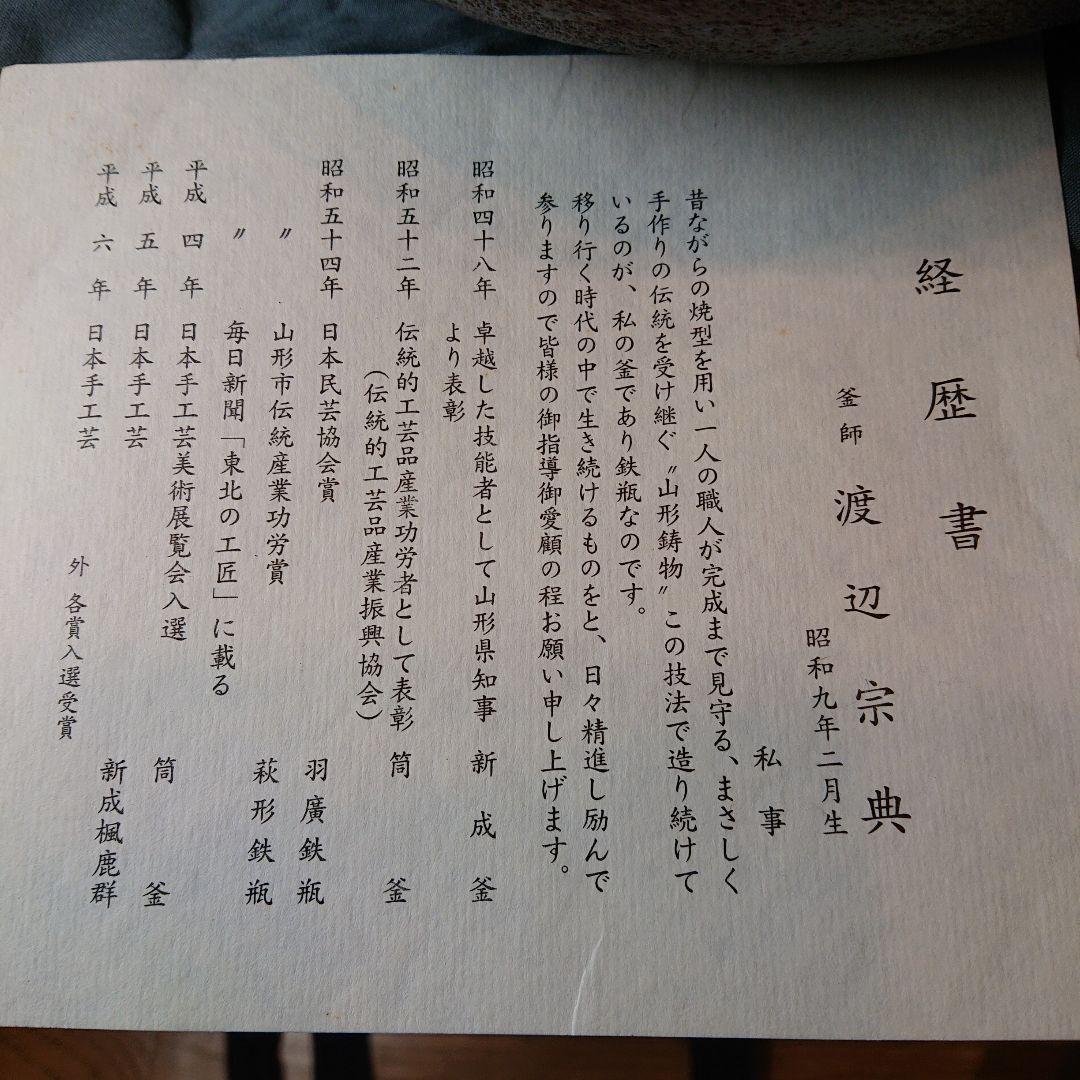 経歴書
釜師 渡辺宗典
昭和九年二月生
私事
昔ながらの焼型を用い一人の職人が完成まで見守る、まさしく
手作りの伝統を受け継ぐ〝山形鋳物〟この技法で造り続けて
いるのが、私の釜であり鉄瓶なのです。
移り行く時代の中で生き続けるものをと、日々精進し励んで
参りますので皆様の御指導御愛顧の程お願い申し上げます。
昭和四十八年 卓越した技能者として山形県知事 新成釜
より表彰
昭和五十二年 伝統的工芸品産業功労者として表彰 筒釜
(伝統的工芸品産業振興協会)
昭和五十四年 日本民芸協会賞 羽廣鉄瓶
〃 山形市伝統産業功労賞 萩形鉄瓶
〃 毎日新聞「東北の工匠」に載る
平成四年 日本手工芸美術展覧会入選
平成五年 日本手工芸 筒釜
平成六年 日本手工芸 新成楓鹿群
外 各賞入選受賞